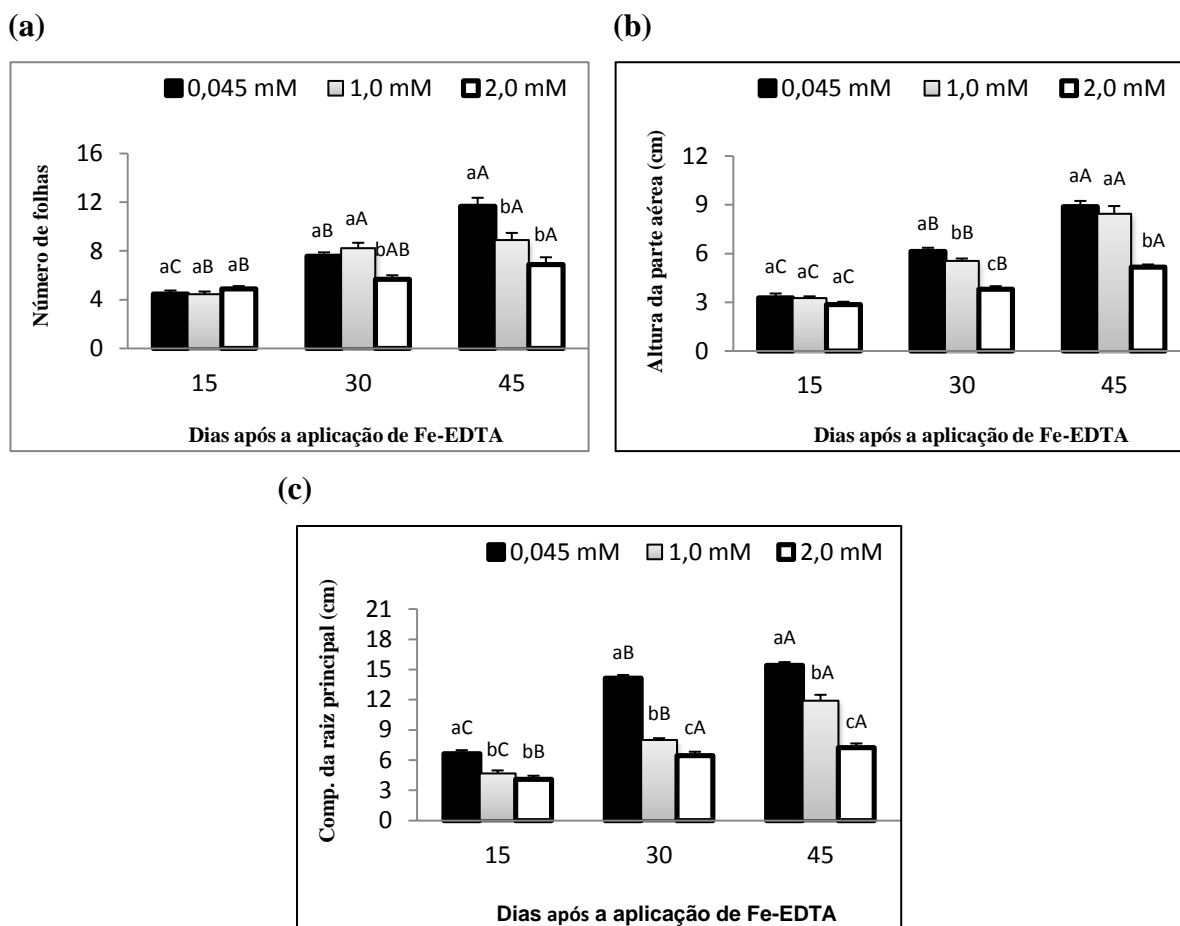 (a)
0,045 mM 1,0 mM 2,0 mM
Número de folhas
16
12
8
4
0
aC aB aB
aB aA bAB
aA bA bA
15 30 45
Dias após a aplicação de Fe-EDTA
(b)
0,045 mM 1,0 mM 2,0 mM
Altura da parte aérea (cm)
12
9
6
3
0
aC aC aC
aB bB cB
aA aA bA
15 30 45
Dias após a aplicação de Fe-EDTA
(c)
0,045 mM 1,0 mM 2,0 mM
Comp. da raiz principal (cm)
21
18
15
12
9
6
3
0
aC bC bB
aB bB cA
aA bA cA
15 30 45
Dias após a aplicação de Fe-EDTA